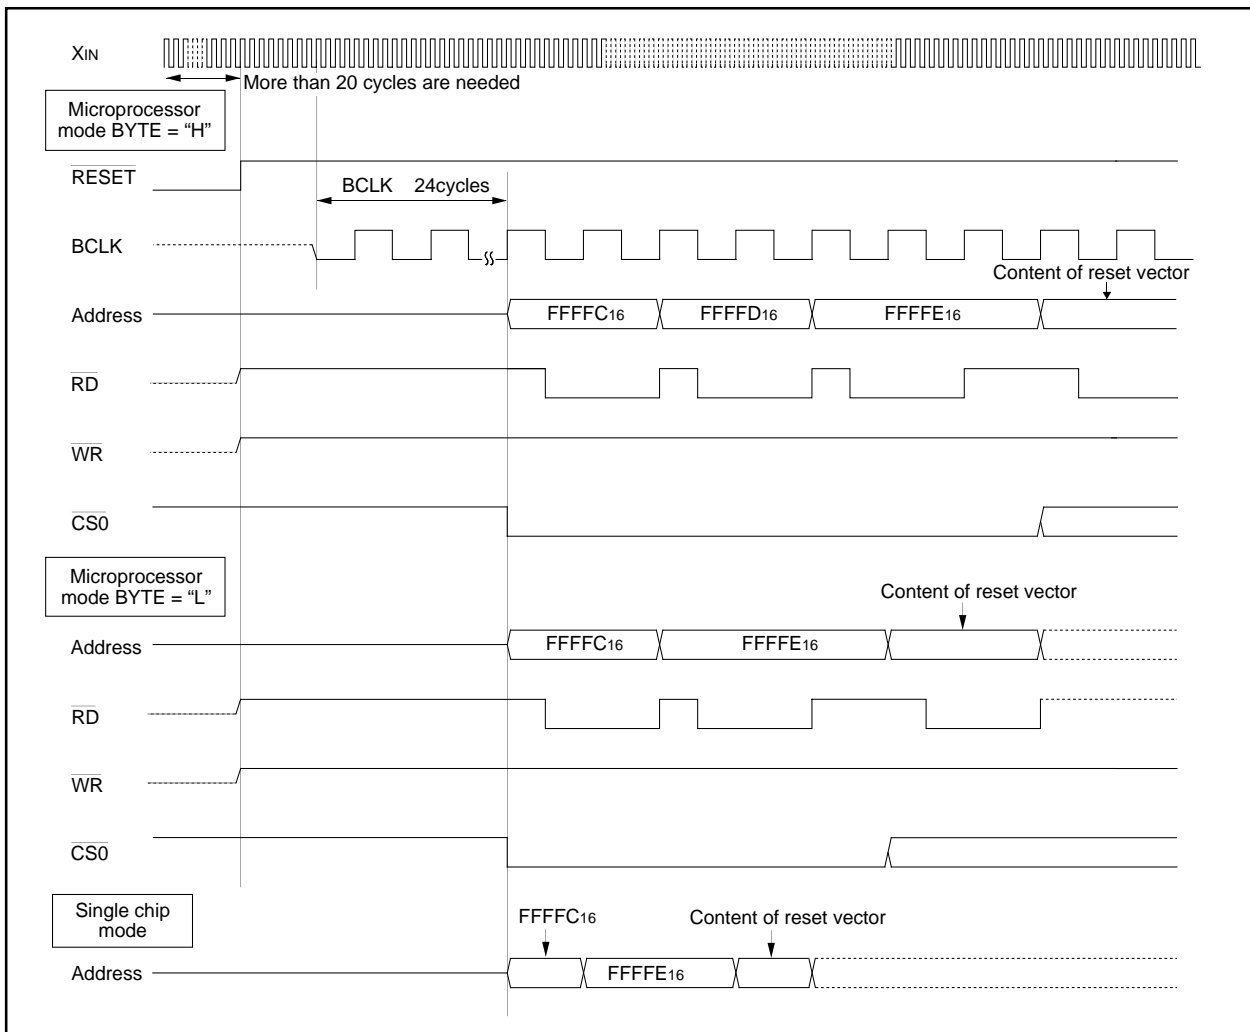 XIN
More than 20 cycles are needed
Microprocessor
mode BYTE = “H”
RESET
BCLK 24cycles
BCLK
Content of reset vector
Address
FFFFC16
FFFFD16
FFFFE16
RD
WR
CS0
Microprocessor
mode BYTE = “L”
Content of reset vector
Address
FFFFC16
FFFFE16
RD
WR
CS0
Single chip
mode
FFFFC16
Content of reset vector
Address
FFFFE16